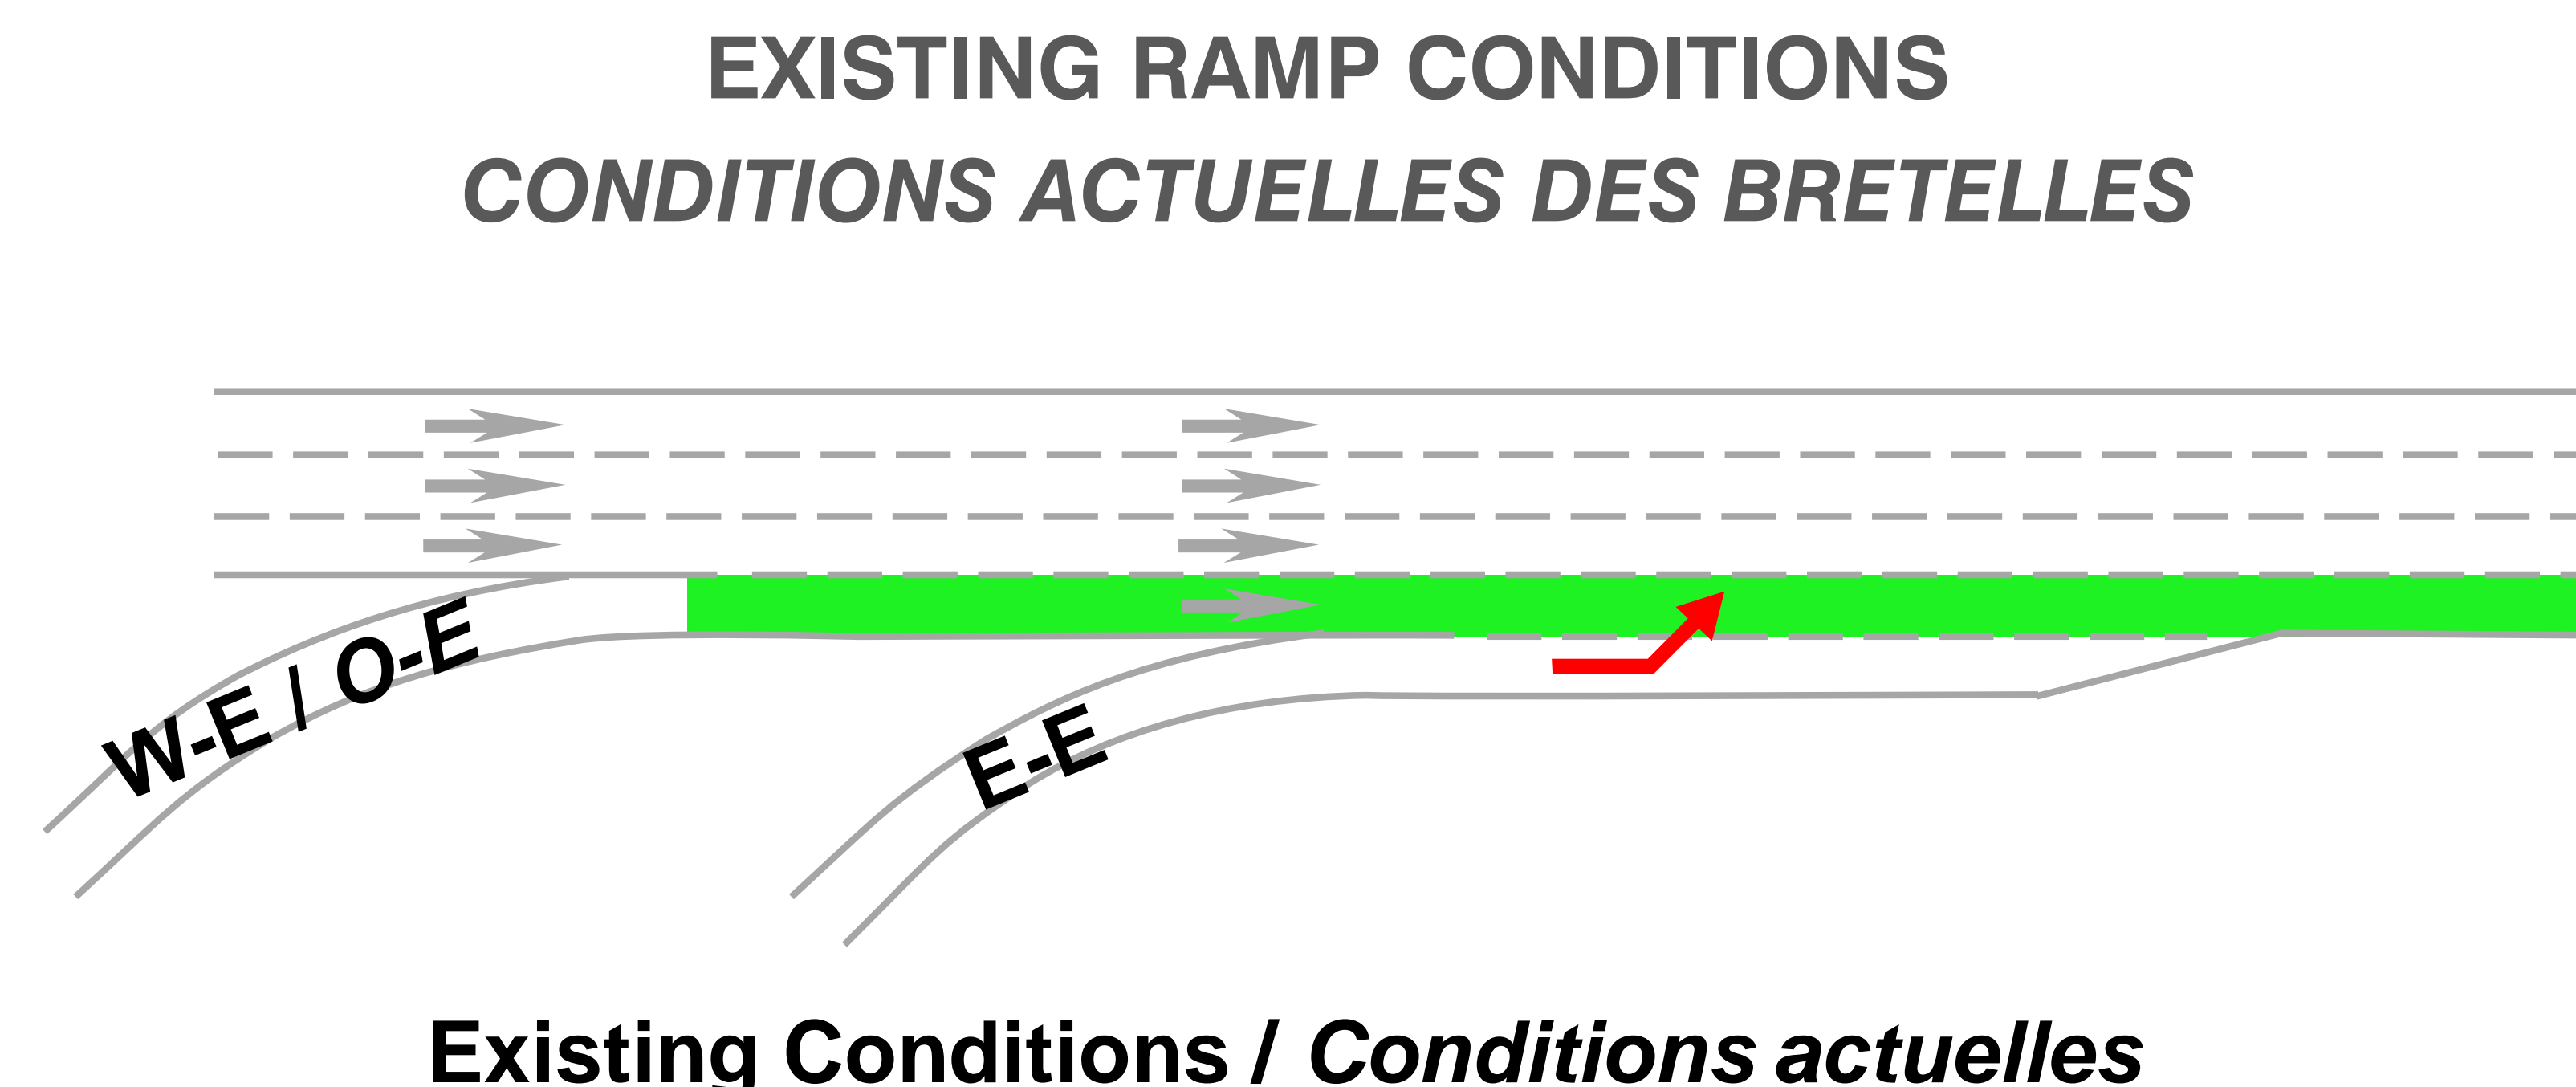 EXISTING RAMP CONDITIONS
CONDITIONS ACTUELLES DES BRETELLES
W-E / O-E
E-E
Existing Conditions / Conditions actuelles